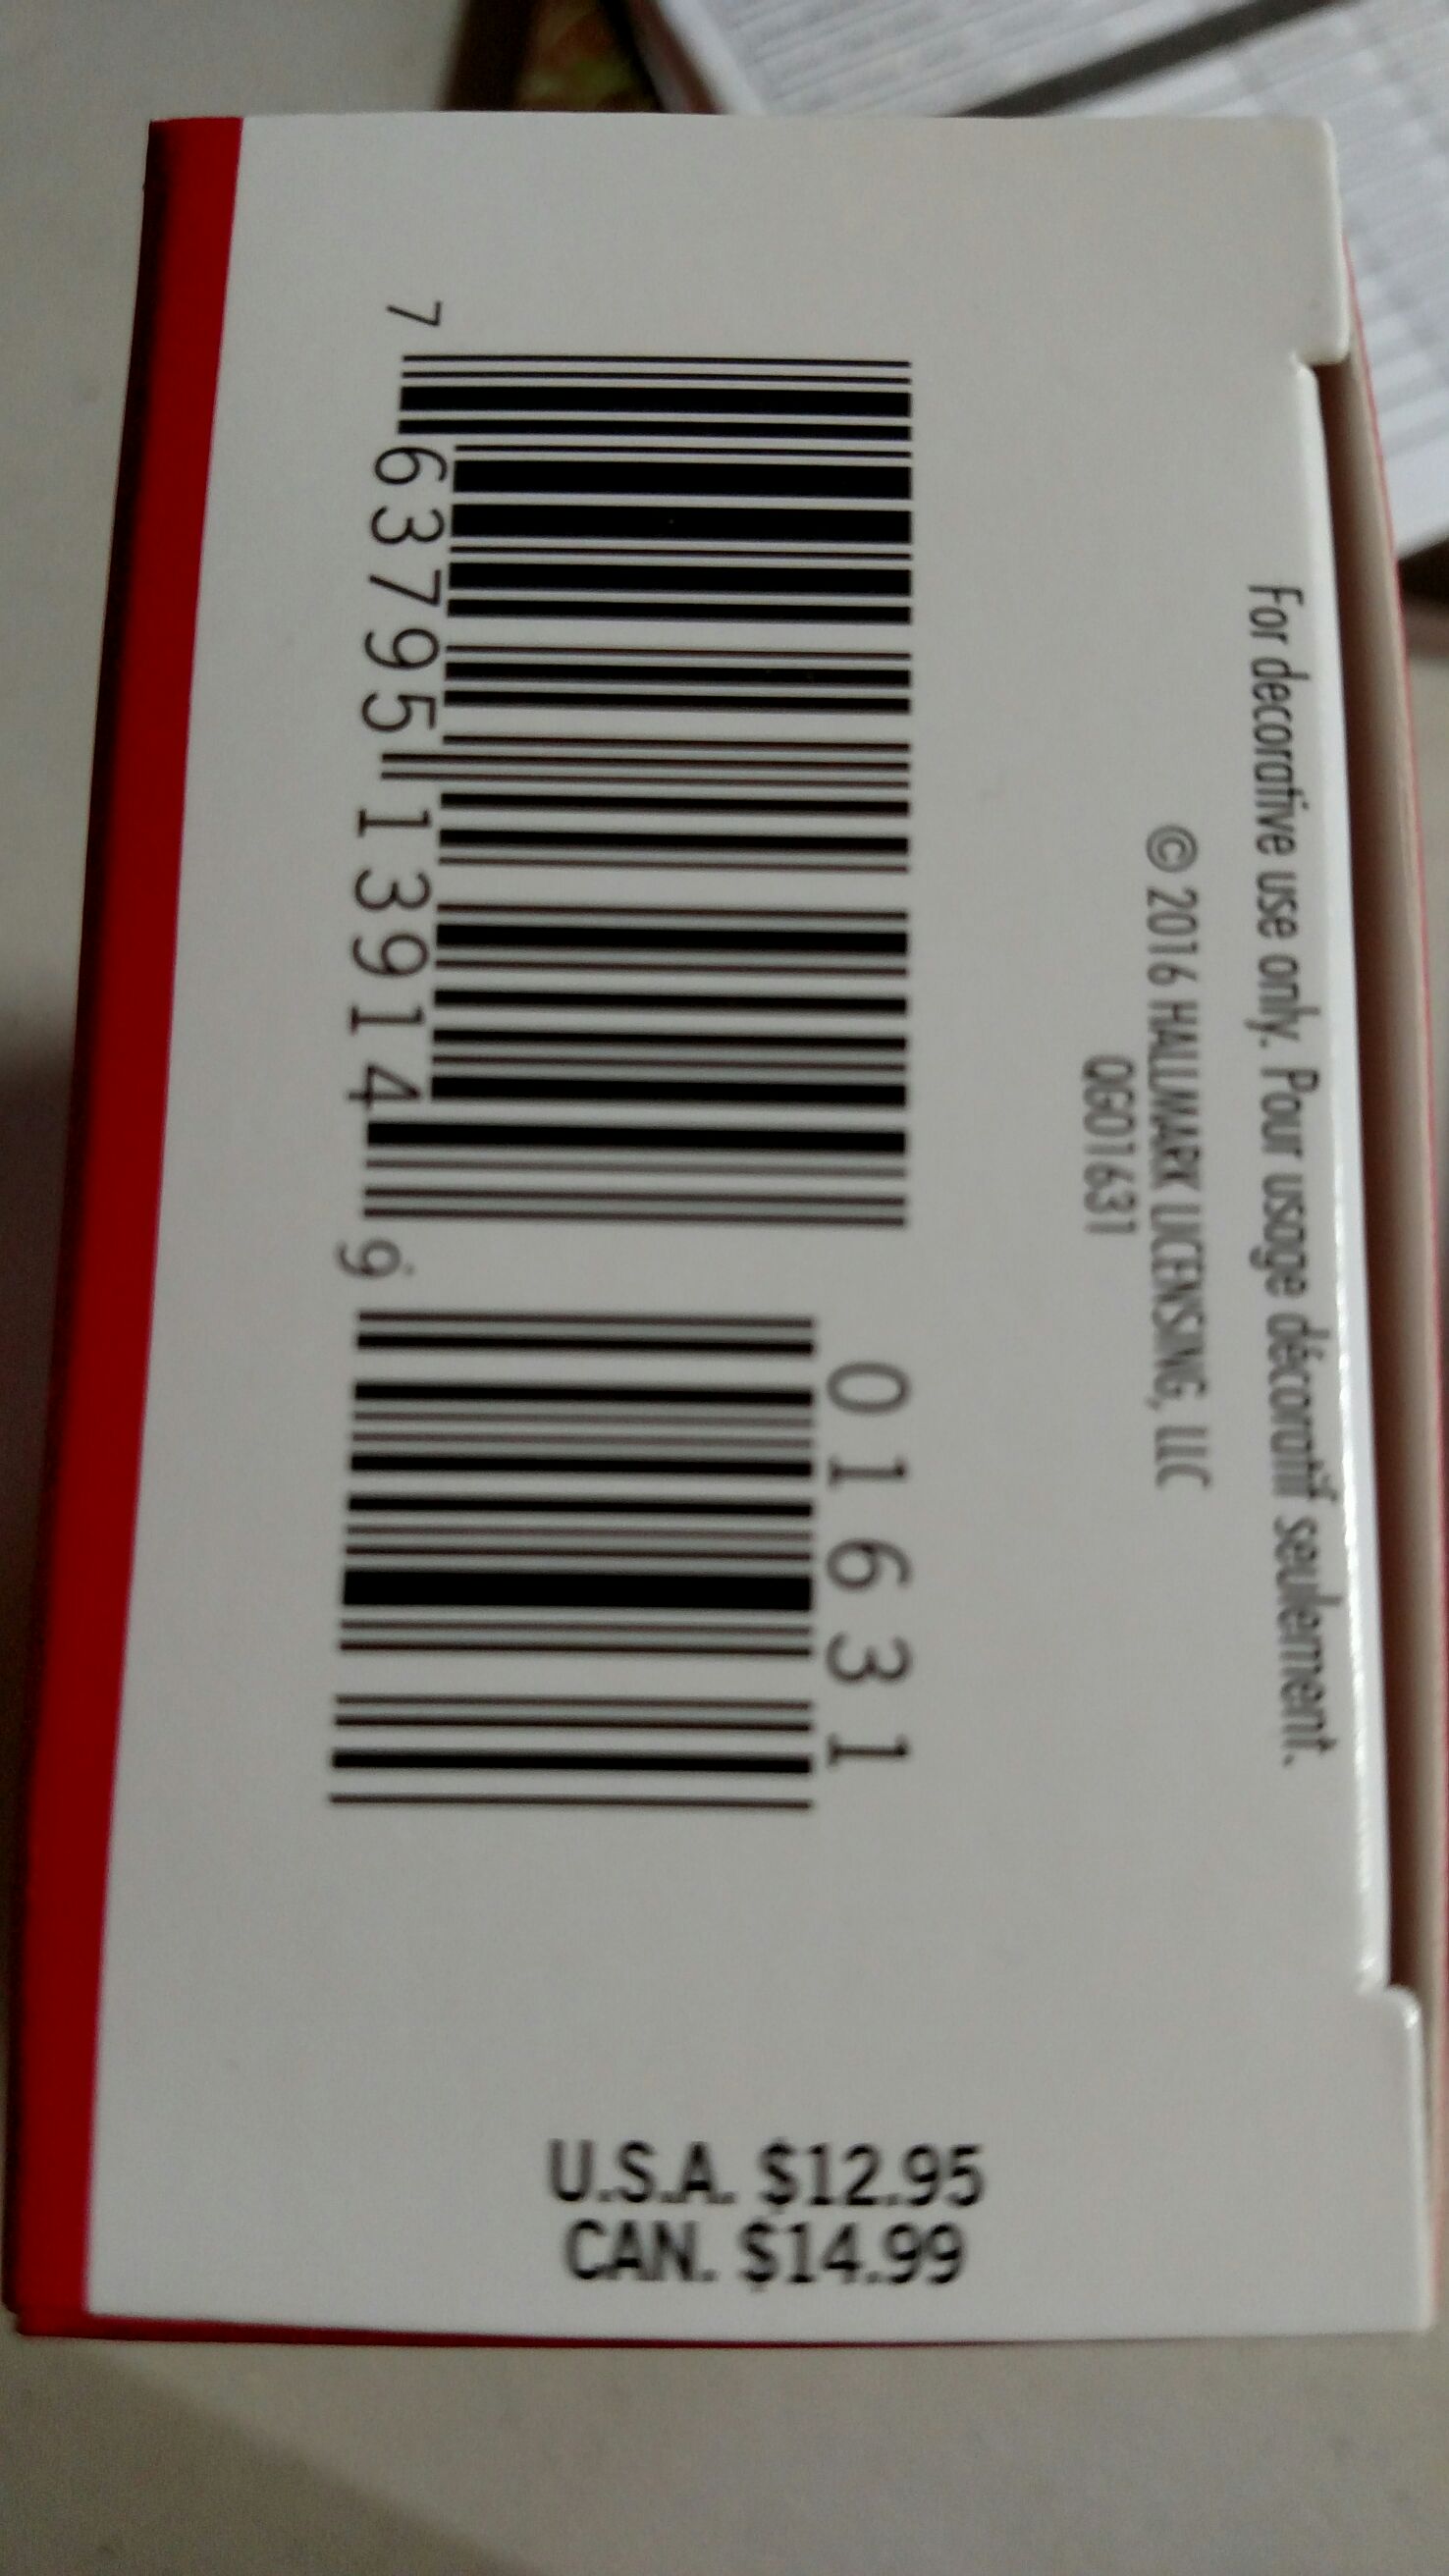 For decorative use only. Pour usage décoratif seulement.
© 2016 HALLMARK LICENSING, LLC
QGO1631
0 1 6 3 1
7 63795 13914 9
U.S.A. $12.95
CAN. $14.99